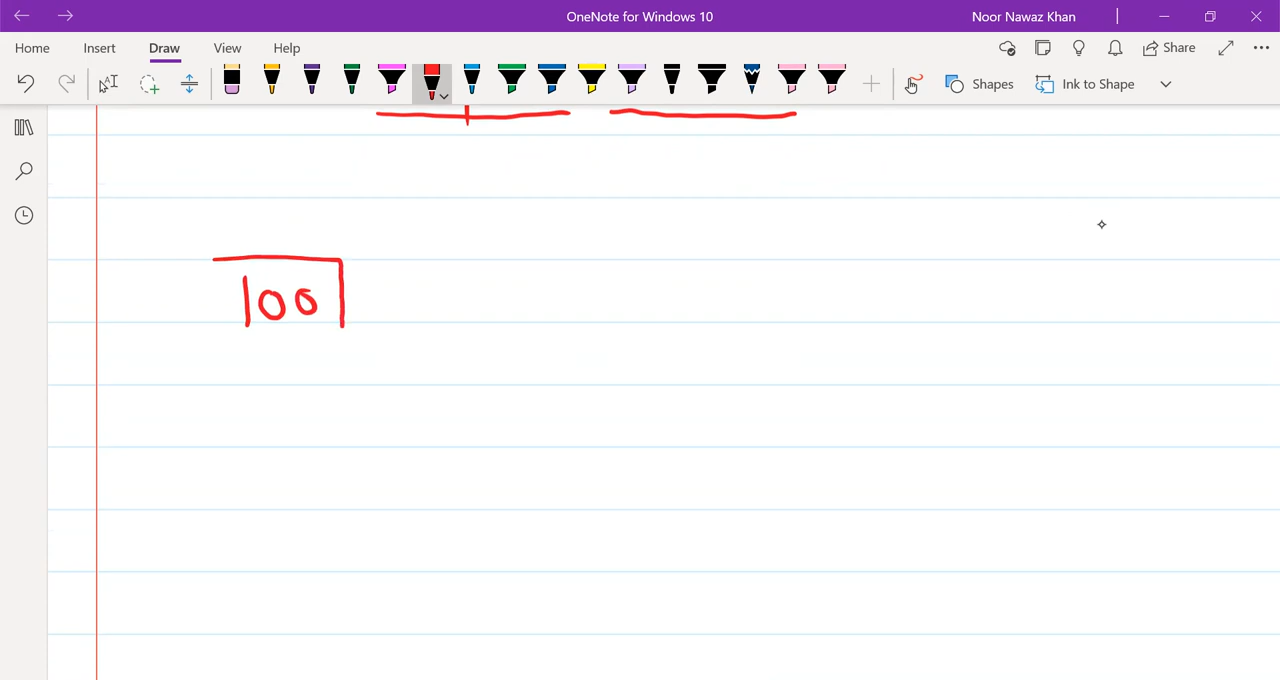 OneNote for Windows 10
Noor Nawaz Khan
Home Insert Draw View Help
Share
Shapes
Ink to Shape
100